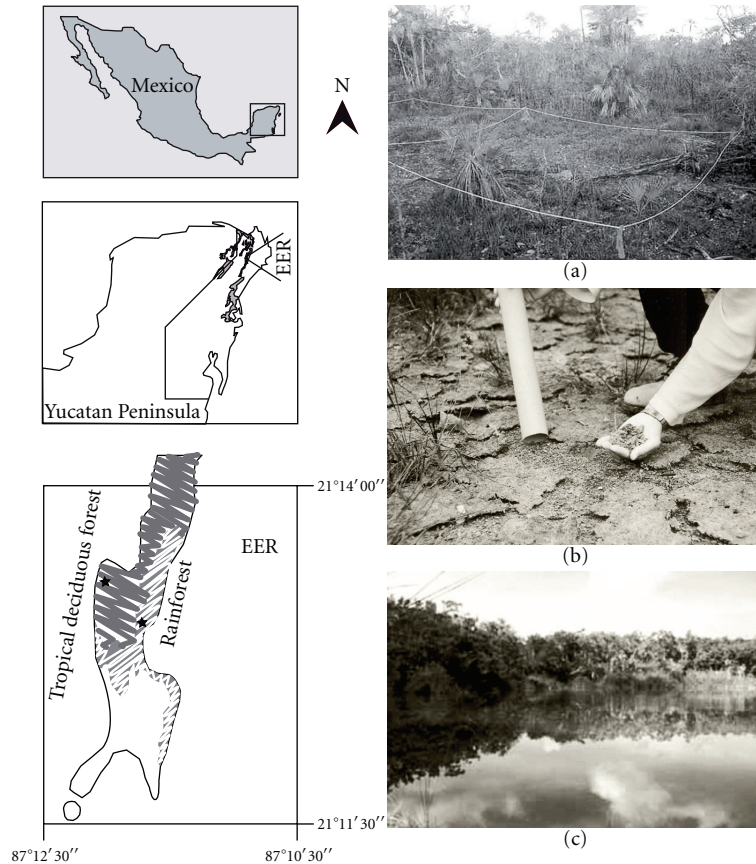 Mexico
N
EER
Yucatan Peninsula
21°14′00′′
Tropical deciduous forest
EER
Rainforest
21°11′30′′
87°12′30′′
87°10′30′′
(a)
(b)
(c)